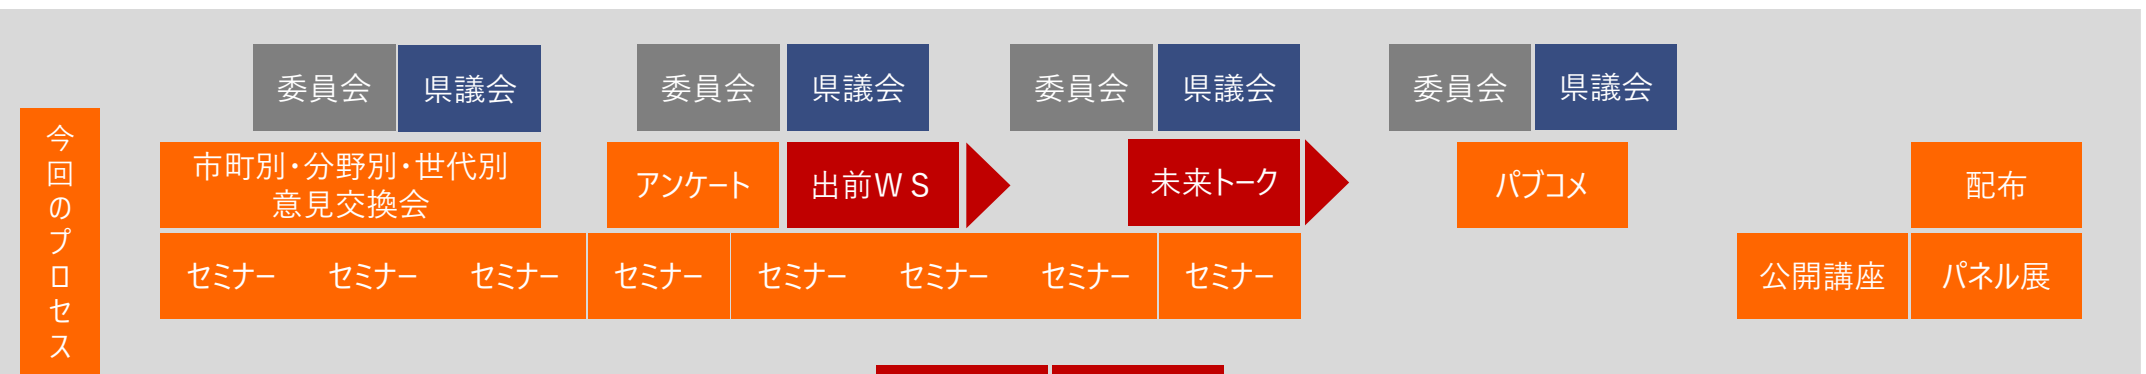 委員会 県議会 委員会 県議会 委員会 県議会 委員会 県議会
今回のプロセス
市町別・分野別・世代別
意見交換会
アンケート 出前WS 未来トーク パブコメ 配布
セミナー セミナー セミナー セミナー セミナー セミナー セミナー セミナー 公開講座 パネル展